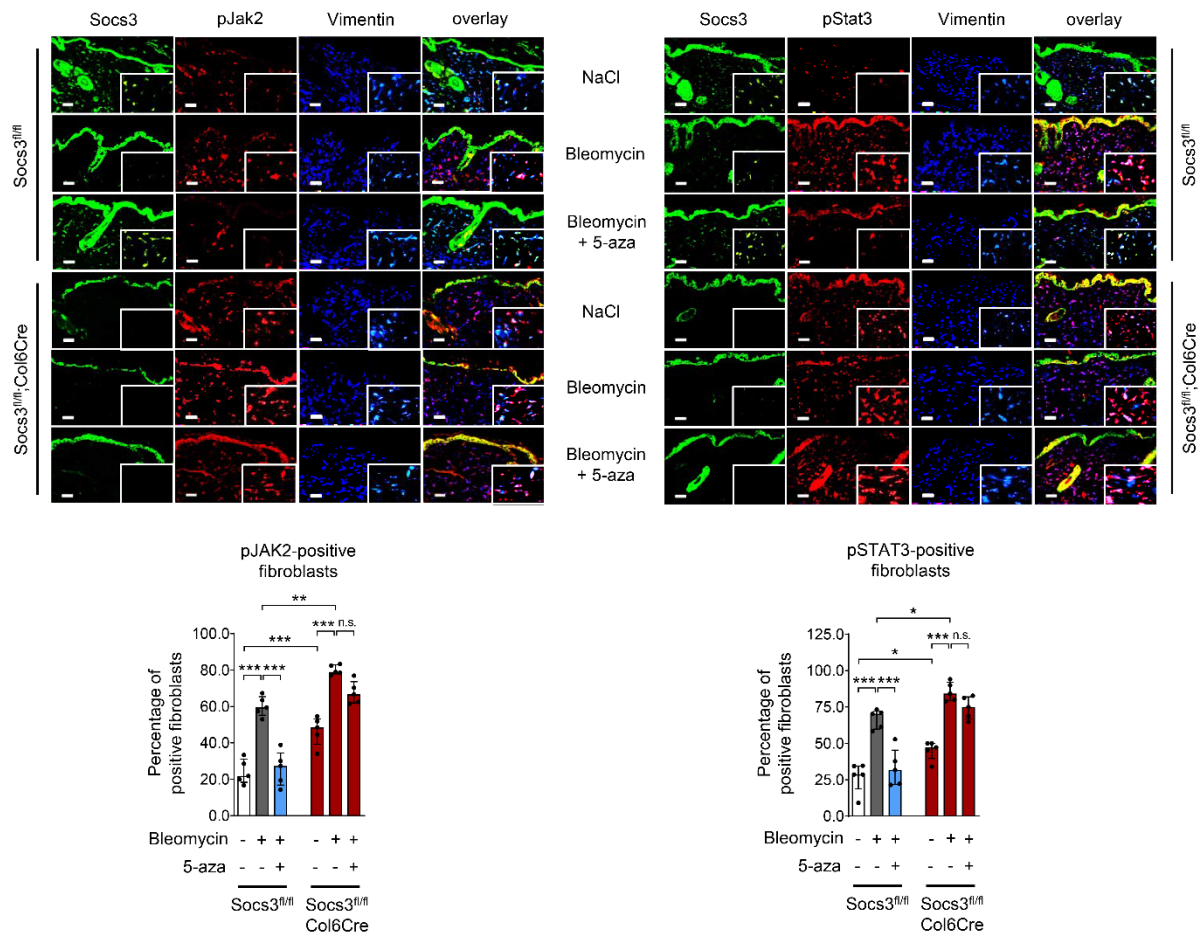 Socs3 pJak2 Vimentin overlay
Socs3 pStat3 Vimentin overlay
Socs3fl/fl
Socs3fl/fl;Col6Cre
NaCl
Bleomycin
Bleomycin
+ 5-aza
NaCl
Bleomycin
Bleomycin
+ 5-aza
Socs3fl/fl
Socs3fl/fl;Col6Cre
pJAK2-positive
fibroblasts
Percentage of
positive fibroblasts
100.0
80.0
60.0
40.0
20.0
0.0
**
*** n.s.
***
*** ***
Bleomycin - + + - + +
5-aza - - + - - +
Socs3fl/fl Socs3fl/fl
Col6Cre
pSTAT3-positive
fibroblasts
Percentage of
positive fibroblasts
125.0
100.0
75.0
50.0
25.0
0.0
*
*** n.s.
*
*** ***
Bleomycin - + + - + +
5-aza - - + - - +
Socs3fl/fl Socs3fl/fl
Col6Cre